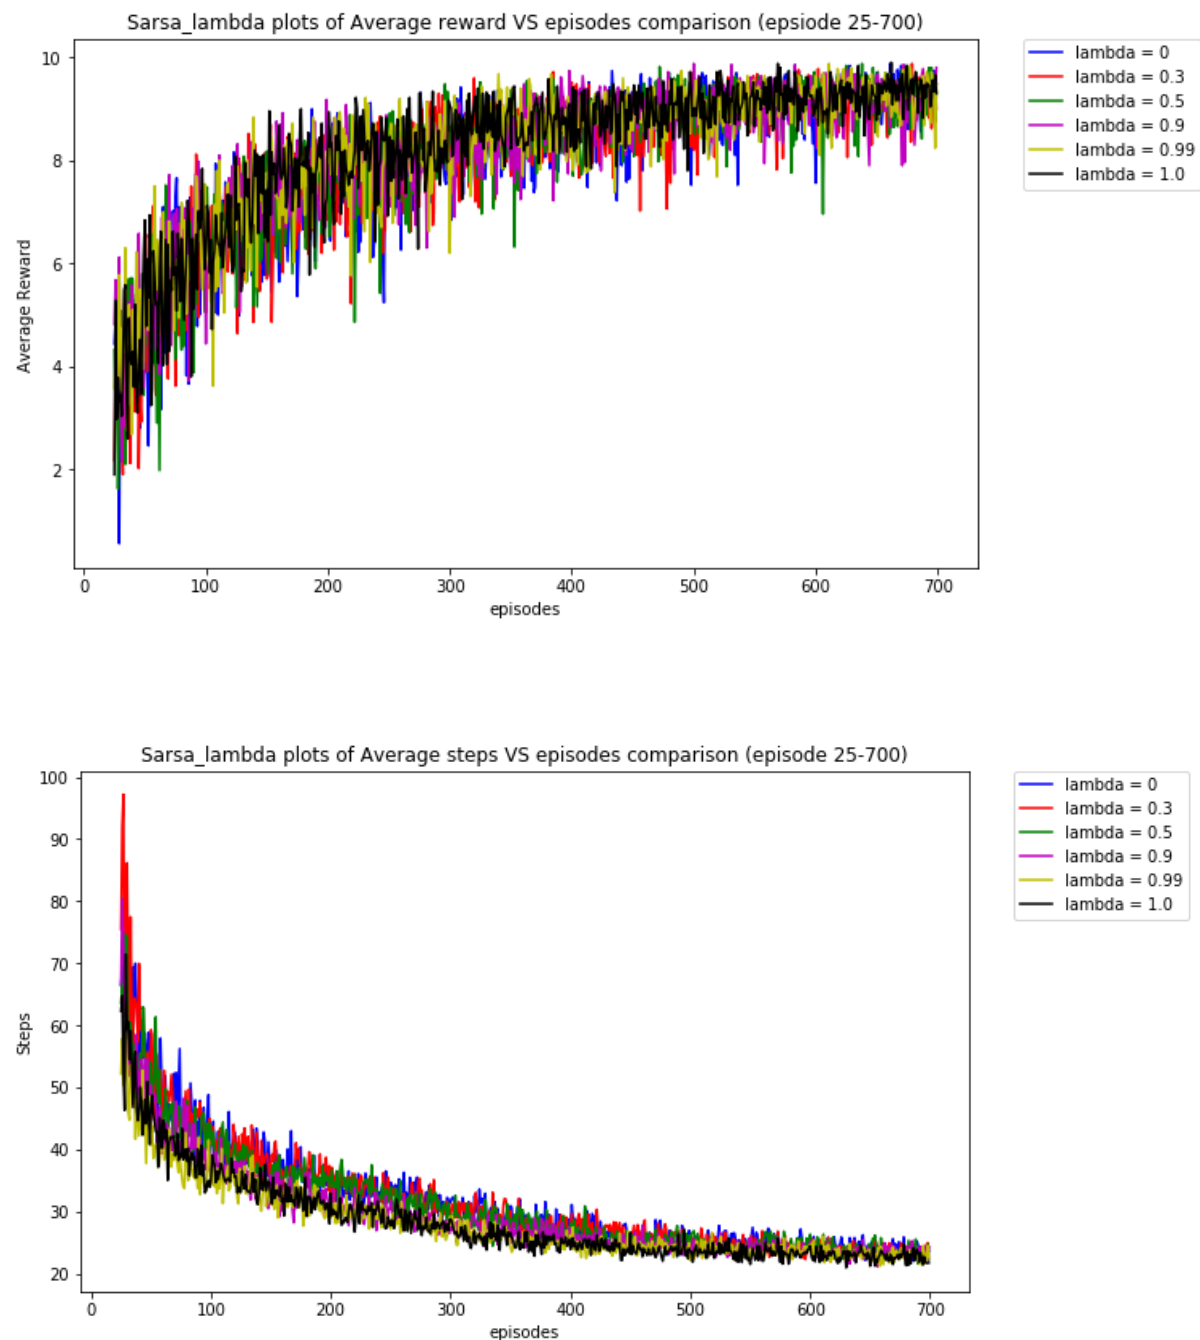 Sarsa_lambda plots of Average reward VS episodes comparison (epsiode 25-700)
10
8
6
4
2
Average Reward
0 100 200 300 400 500 600 700
episodes
lambda = 0
lambda = 0.3
lambda = 0.5
lambda = 0.9
lambda = 0.99
lambda = 1.0
Sarsa_lambda plots of Average steps VS episodes comparison (episode 25-700)
100
90
80
70
60
50
40
30
20
Steps
0 100 200 300 400 500 600 700
episodes
lambda = 0
lambda = 0.3
lambda = 0.5
lambda = 0.9
lambda = 0.99
lambda = 1.0